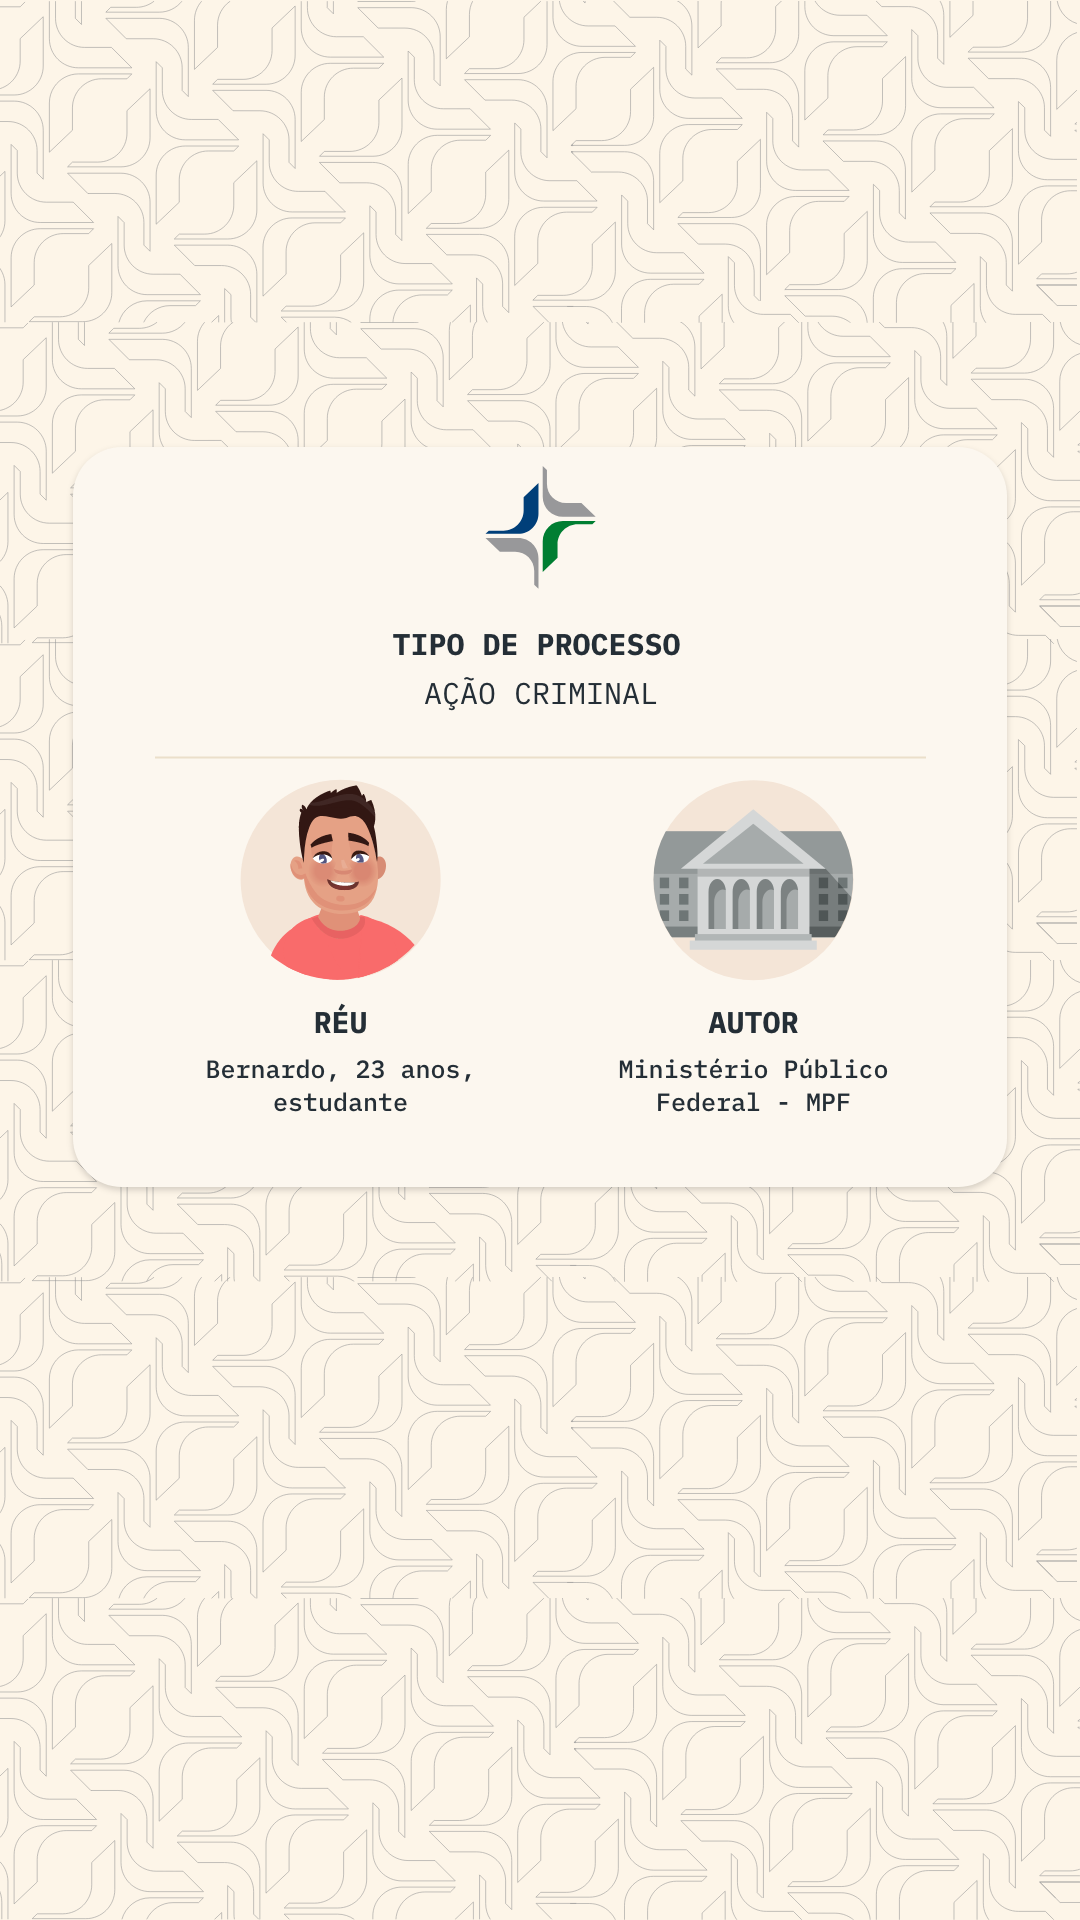 TIPO DE PROCESSO
AÇÃO CRIMINAL
RÉU
Bernardo, 23 anos,
estudante
AUTOR
Ministério Público
Federal - MPF